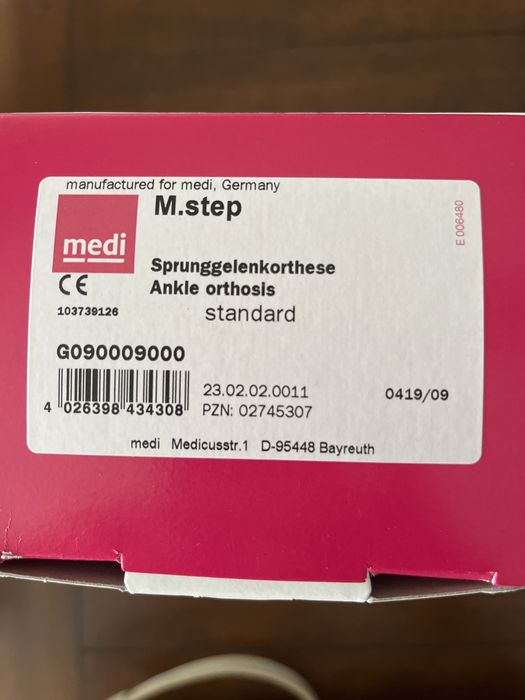 manufactured for medi, Germany
M.step
medi
E 006480
Sprunggelenkorthese
Ankle orthosis
CE
103739126
standard
G090009000
4 026398 434308
23.02.02.0011
0419/09
PZN: 02745307
medi Medicusstr.1 D-95448 Bayreuth